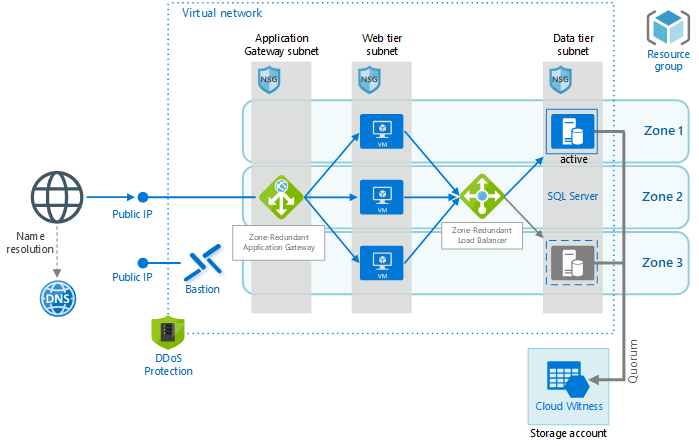 Virtual network
Application
Gateway subnet
Web tier
subnet
Data tier
subnet
Resource
group
NSG
NSG
NSG
Zone 1
VM
active
Zone 2
VM
SQL Server
Public IP
Name
resolution
Zone-Redundant
Application Gateway
Zone-Redundant
Load Balancer
Zone 3
VM
Public IP
Bastion
DNS
DDoS
Protection
Quorum
Cloud Witness
Storage account